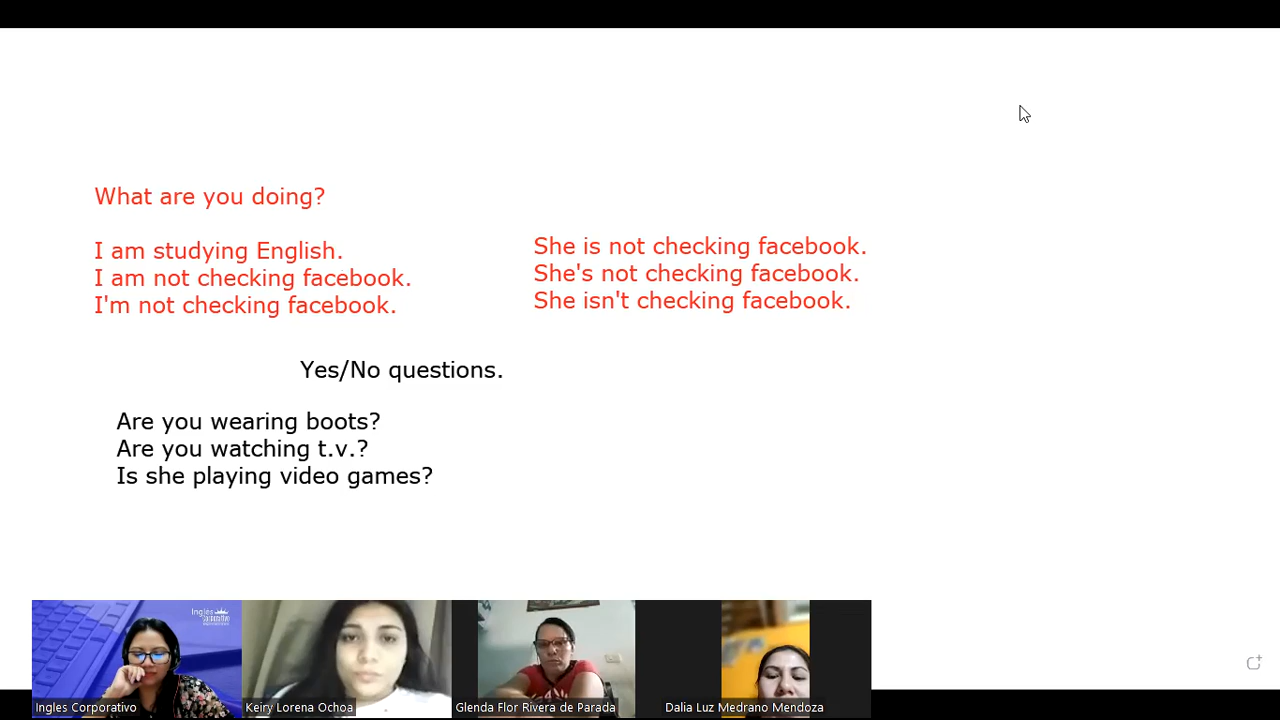 What are you doing?
I am studying English.
I am not checking facebook.
I'm not checking facebook.
She is not checking facebook.
She's not checking facebook.
She isn't checking facebook.
Yes/No questions.
Are you wearing boots?
Are you watching t.v.?
Is she playing video games?
Ingles
corporativo
Ingles Corporativo
Keiry Lorena Ochoa
Glenda Flor Rivera de Parada
Dalia Luz Medrano Mendoza